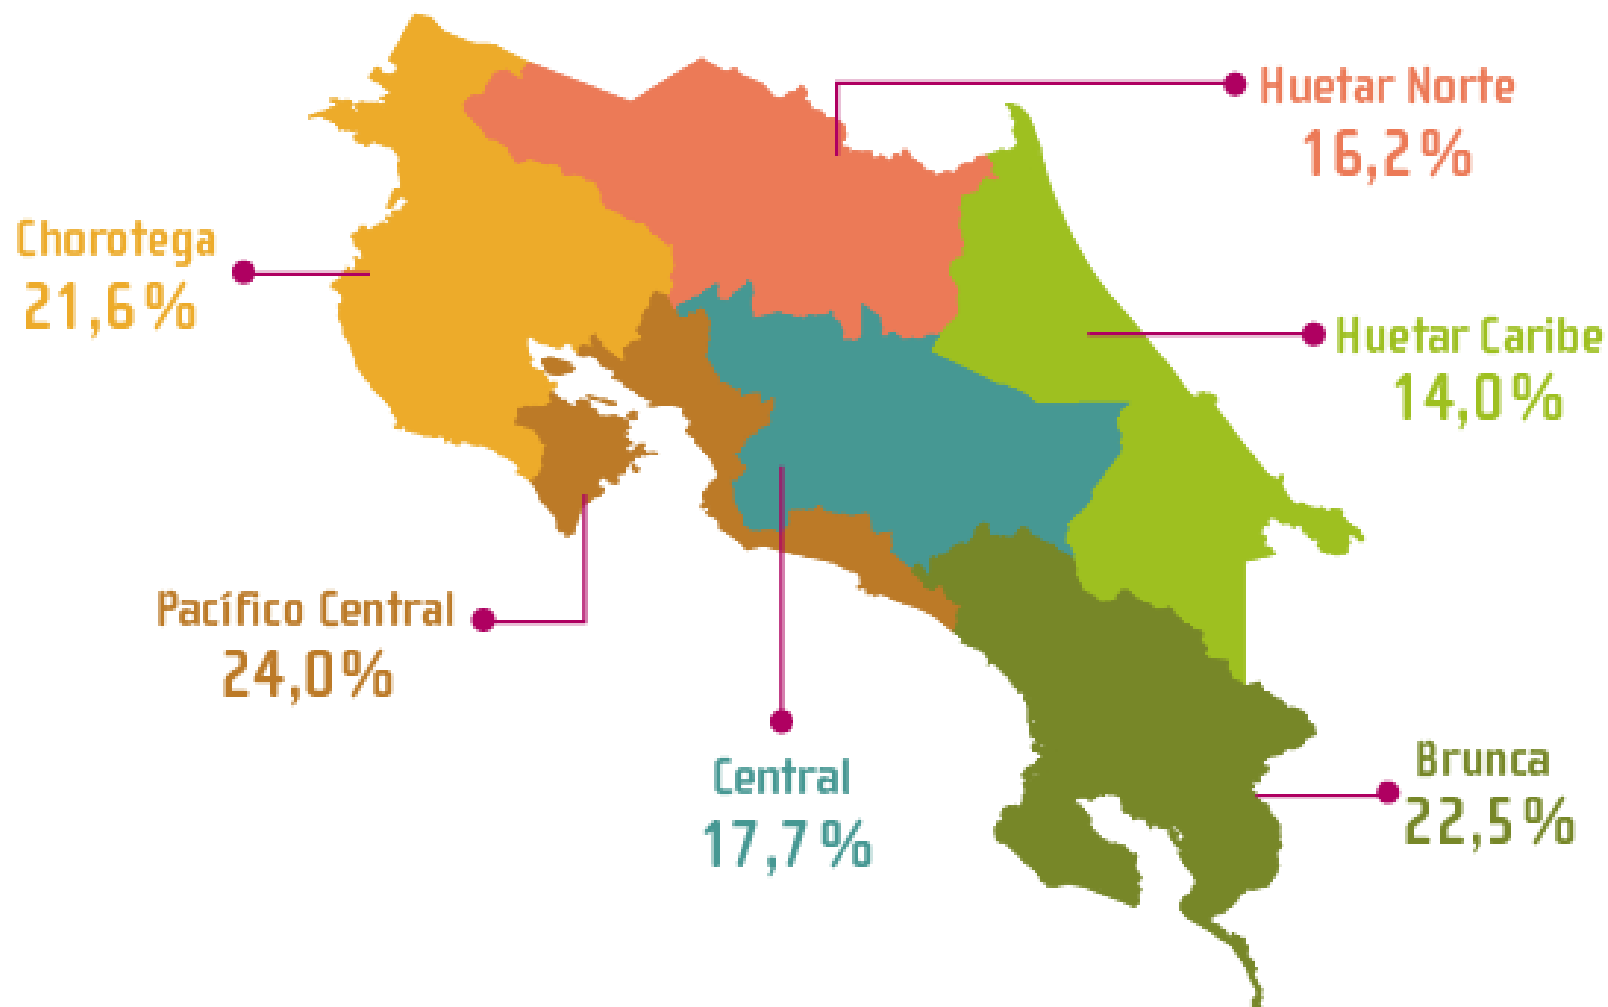 Huetar Norte
16,2%
Chorotega
21,6%
Huetar Caribe
14,0%
Pacífico Central
24,0%
Central
17,7%
Brunca
22,5%